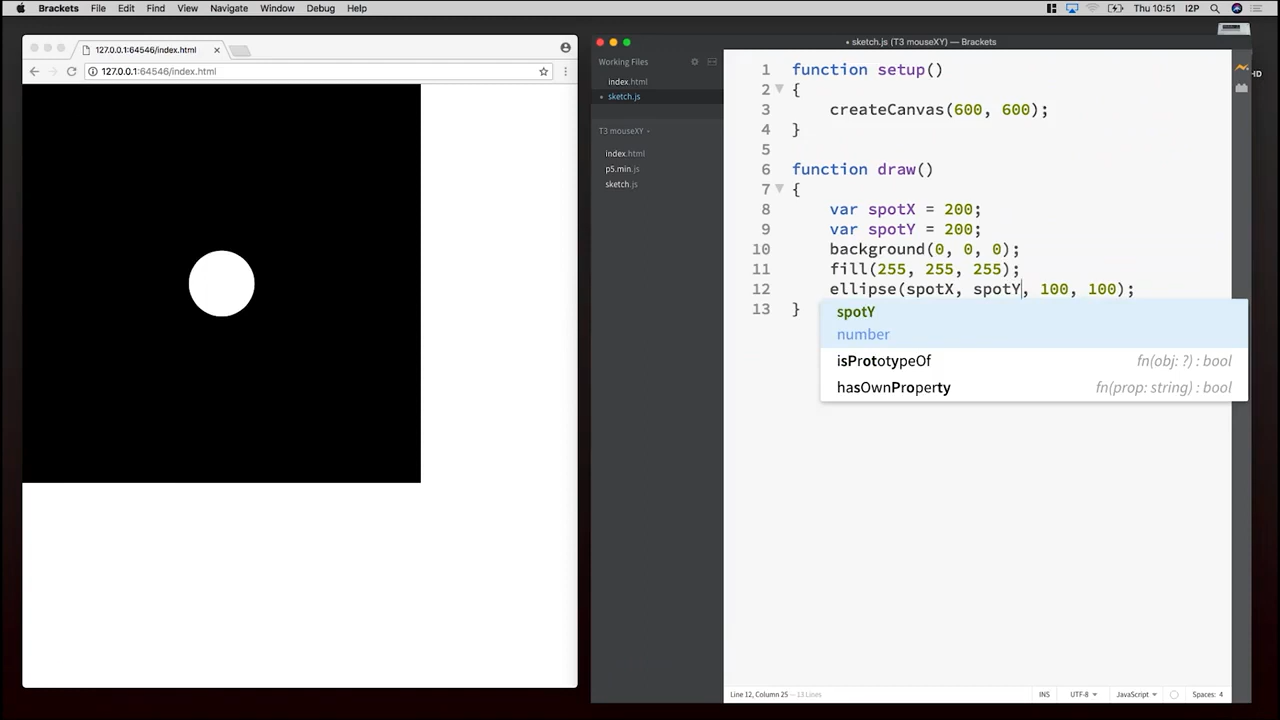 Brackets File Edit Find View Navigate Window Debug Help Thu 10:51 I2P
127.0.0.1:64546/index.html ×
127.0.0.1:64546/index.html
• sketch.js (T3 mouseXY) — Brackets
Working Files
index.html
• sketch.js
T3 mouseXY
index.html
p5.min.js
sketch.js
1 function setup()
2 {
3 createCanvas(600, 600);
4 }
5
6 function draw()
7 {
8 var spotX = 200;
9 var spotY = 200;
10 background(0, 0, 0);
11 fill(255, 255, 255);
12 ellipse(spotX, spotY, 100, 100);
13 }
spotY
number
isPrototypeOf fn(obj: ?) : bool
hasOwnProperty fn(prop: string) : bool
HD
Line 12, Column 25 — 13 Lines INS UTF-8 JavaScript Spaces: 4